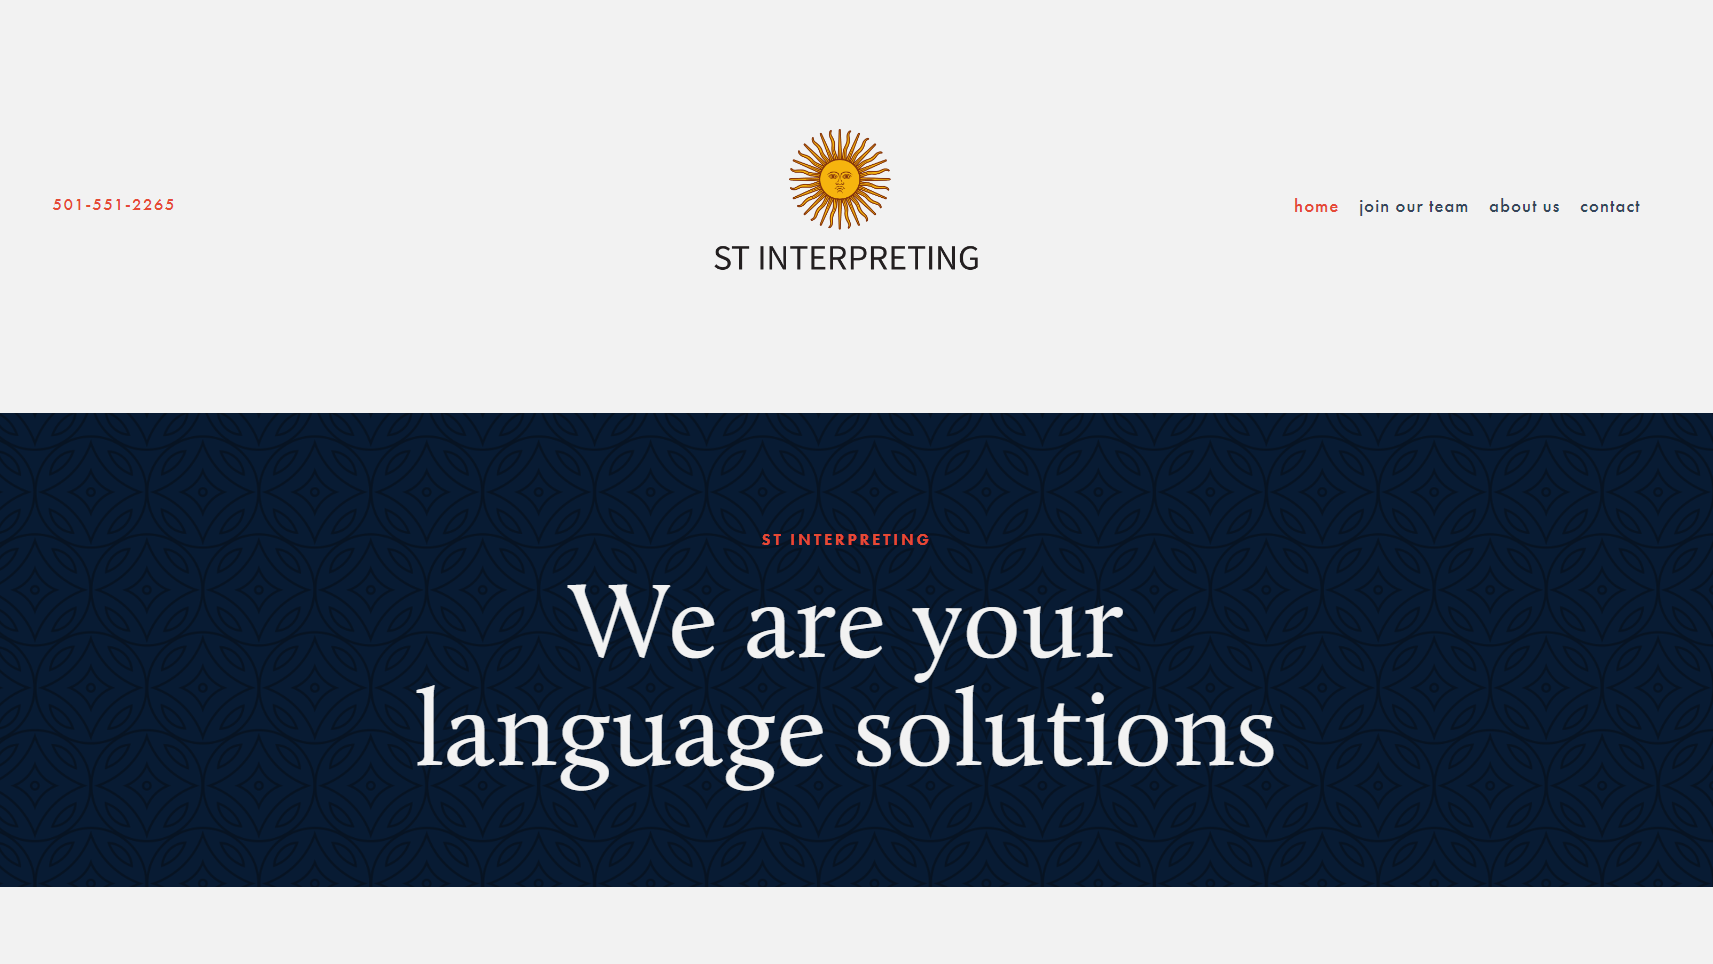 501-551-2265
ST INTERPRETING
home join our team about us contact
ST INTERPRETING
We are your
language solutions